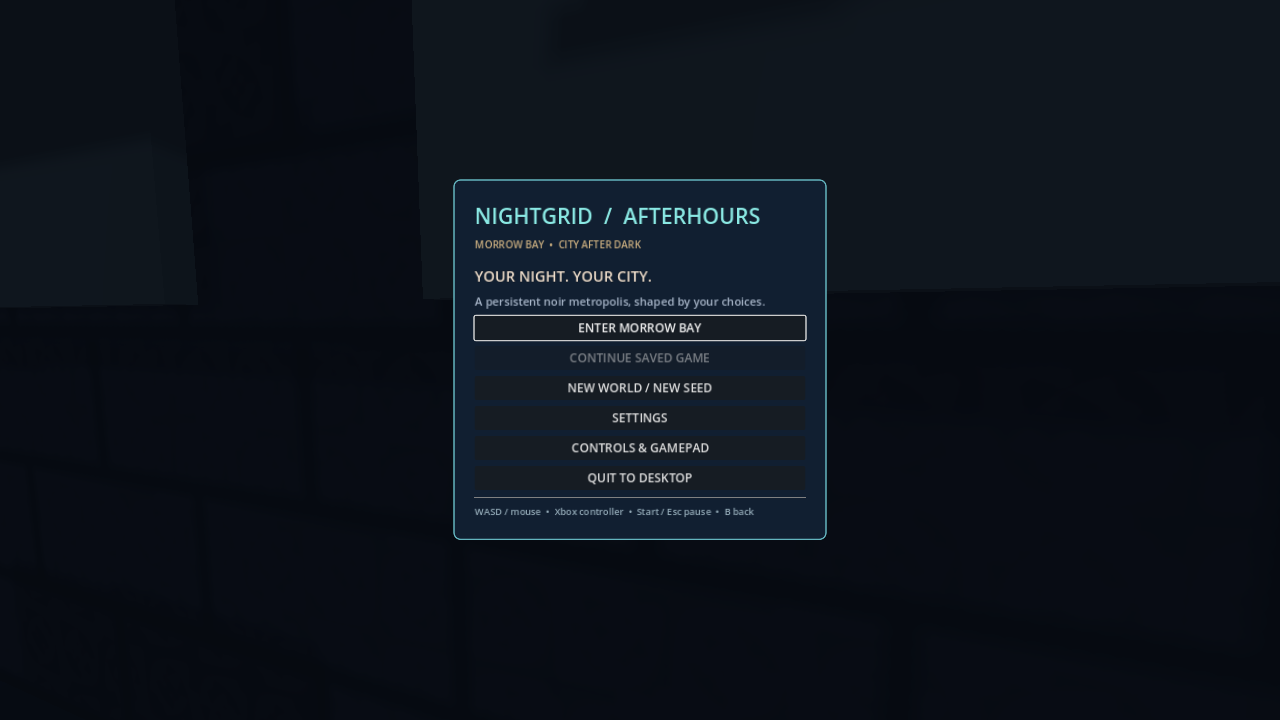 NIGHTGRID / AFTERHOURS
MORROW BAY • CITY AFTER DARK
YOUR NIGHT. YOUR CITY.
A persistent noir metropolis, shaped by your choices.
ENTER MORROW BAY
CONTINUE SAVED GAME
NEW WORLD / NEW SEED
SETTINGS
CONTROLS & GAMEPAD
QUIT TO DESKTOP
WASD / mouse • Xbox controller • Start / Esc pause • B back